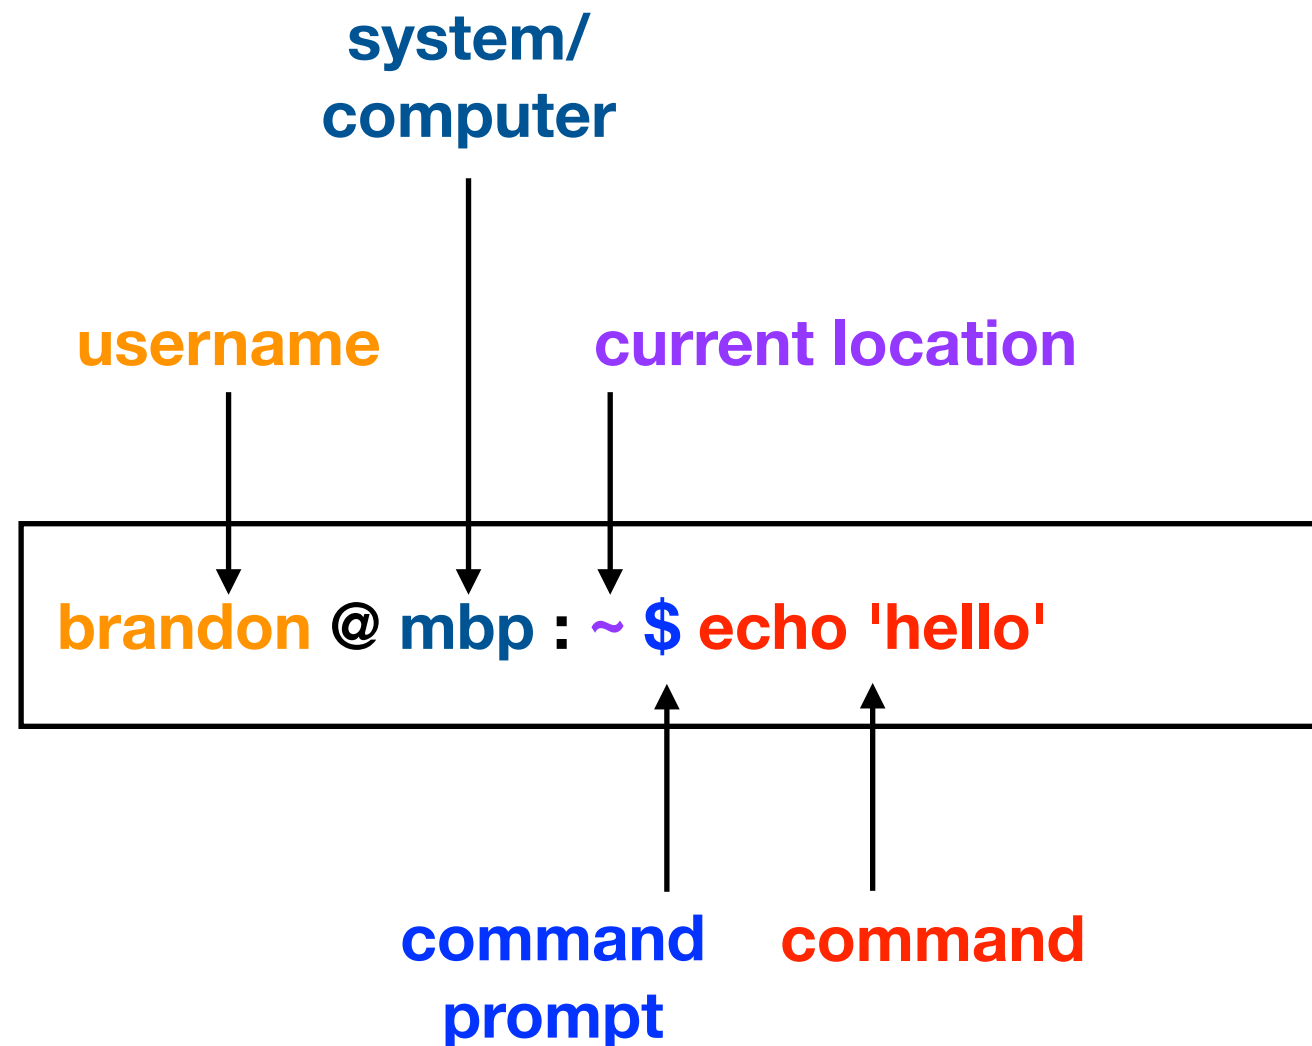 system/
computer
username
current location
brandon @ mbp : ~ $ echo 'hello'
command
prompt
command